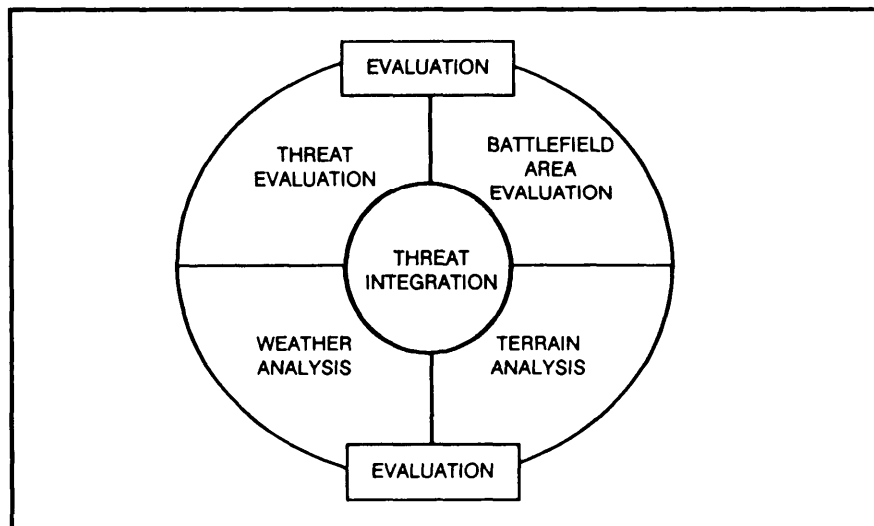 EVALUATION
THREAT
EVALUATION
BATTLEFIELD
AREA
EVALUATION
THREAT
INTEGRATION
WEATHER
ANALYSIS
TERRAIN
ANALYSIS
EVALUATION